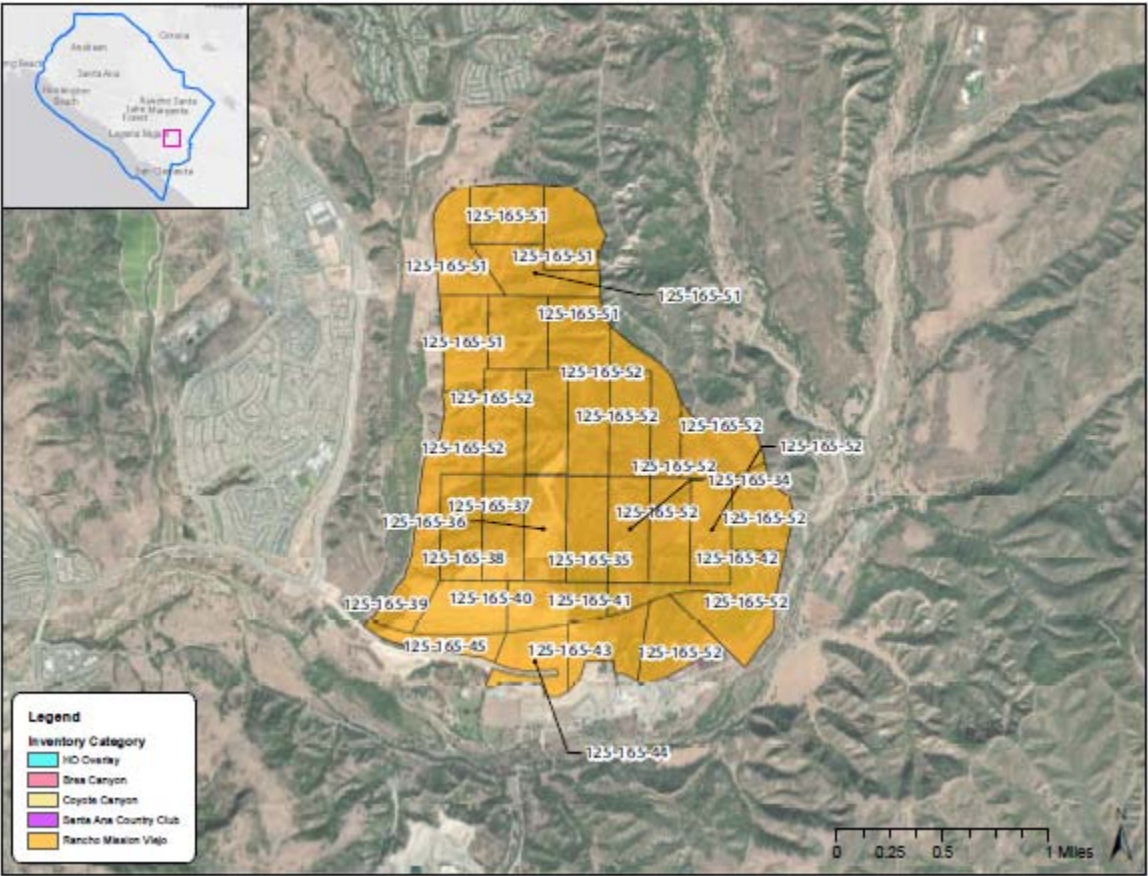 Corona
Anaheim
Santa Ana
Huntington
Beach
Rancho Santa
Lake Margarita
Forest
Laguna Niguel
San Clemente
125-165-51
125-165-51
125-165-51
125-165-51
125-165-51
125-165-51
125-165-52
125-165-52
125-165-52
125-165-52
125-165-52
125-165-52
125-165-52
125-165-34
125-165-37
125-165-52
125-165-52
125-165-36
125-165-38
125-165-35
125-165-42
125-165-39
125-165-40
125-165-41
125-165-52
125-165-45
125-165-43
125-165-52
125-165-44
Legend
Inventory Category
HO Overlay
Brea Canyon
Coyote Canyon
Santa Ana Country Club
Rancho Mission Viejo
N
0 0.25 0.5 1 Miles